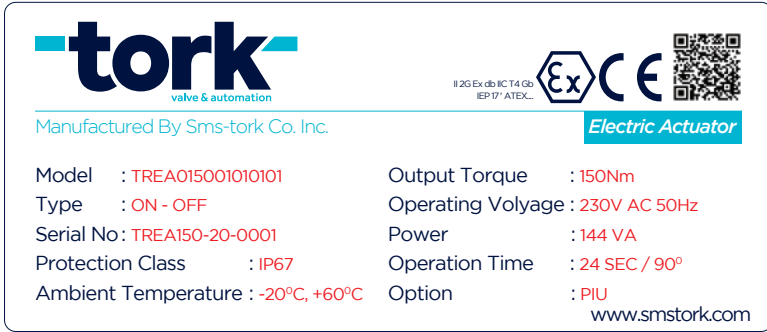 tork
valve & automation
II 2G Ex db IIC T4 Gb
IEP 17' ATEX...
Ex CE
Manufactured By Sms-tork Co. Inc.
Electric Actuator
Model : TREA015001010101
Type : ON - OFF
Serial No : TREA150-20-0001
Protection Class : IP67
Ambient Temperature : -20⁰C, +60⁰C
Output Torque : 150Nm
Operating Volyage : 230V AC 50Hz
Power : 144 VA
Operation Time : 24 SEC / 90⁰
Option : PIU
www.smstork.com